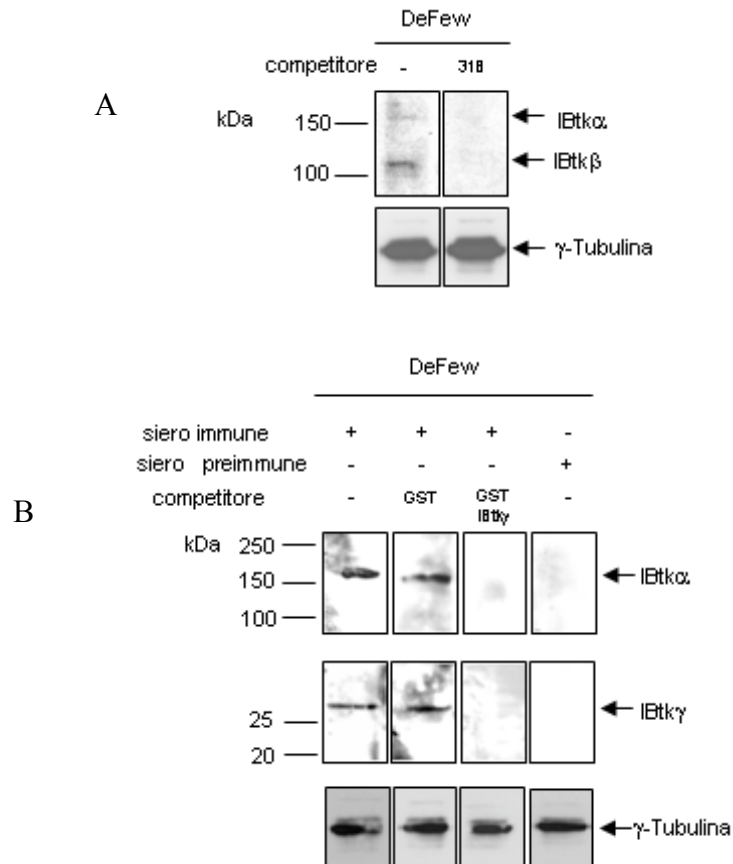 DeFew
competitore - 318
A
kDa
150
IBtkα
100
IBtkβ
γ-Tubulina
DeFew
siero immune + + + -
siero preimmune - - - +
competitore - GST GST IBtkγ -
B
kDa
250
150
IBtkα
100
25
IBtkγ
20
γ-Tubulina